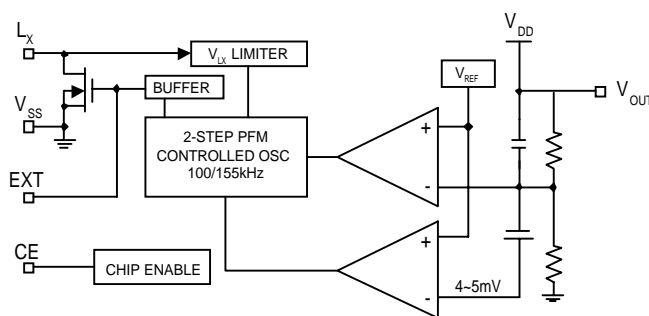 LX
VLX LIMITER
VDD
BUFFER
VREF
VOUT
VSS
2-STEP PFM
CONTROLLED OSC
100/155kHz
+
-
EXT
+
CE
CHIP ENABLE
4~5mV
-